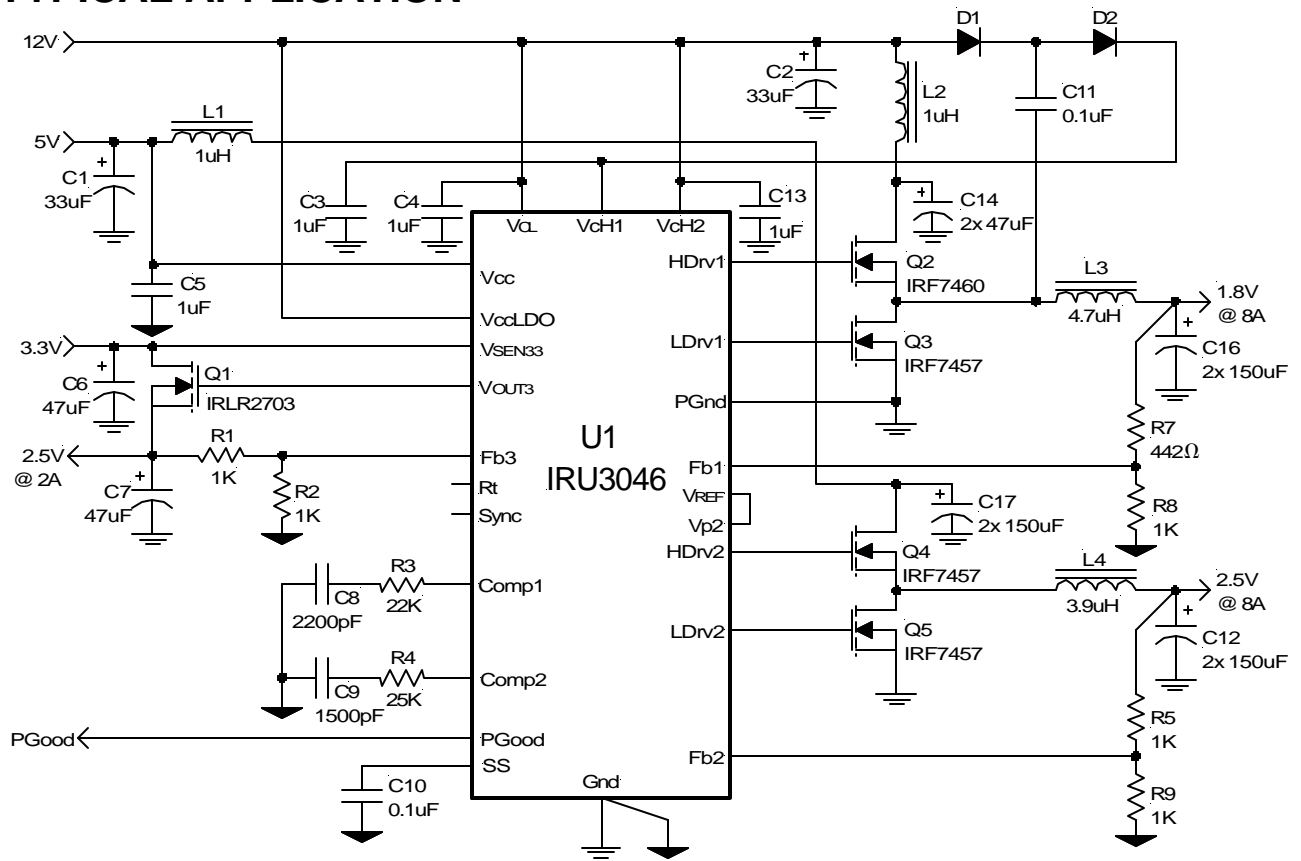 TYPICAL APPLICATION
12V
D1
D2
C2
33uF
L2
1uH
C11
0.1uF
L1
1uH
5V
C1
33uF
C3
1uF
C4
1uF
C13
1uF
C14
2x 47uF
VCL
VCH1
VCH2
HDrv1
Q2
IRF7460
L3
4.7uH
1.8V
@ 8A
C5
1uF
Vcc
VccLDO
3.3V
VSEN33
LDrv1
Q3
IRF7457
C16
2x 150uF
C6
47uF
Q1
IRLR2703
VOUT3
PGnd
R7
442Ω
U1
IRU3046
2.5V
@ 2A
R1
1K
Fb3
Fb1
C7
47uF
R2
1K
Rt
Sync
VREF
Vp2
C17
2x 150uF
R8
1K
HDrv2
Q4
IRF7457
L4
3.9uH
2.5V
@ 8A
C8
2200pF
R3
22K
Comp1
LDrv2
Q5
IRF7457
C12
2x 150uF
C9
1500pF
R4
25K
Comp2
R5
1K
PGood
PGood
SS
Fb2
C10
0.1uF
Gnd
R9
1K